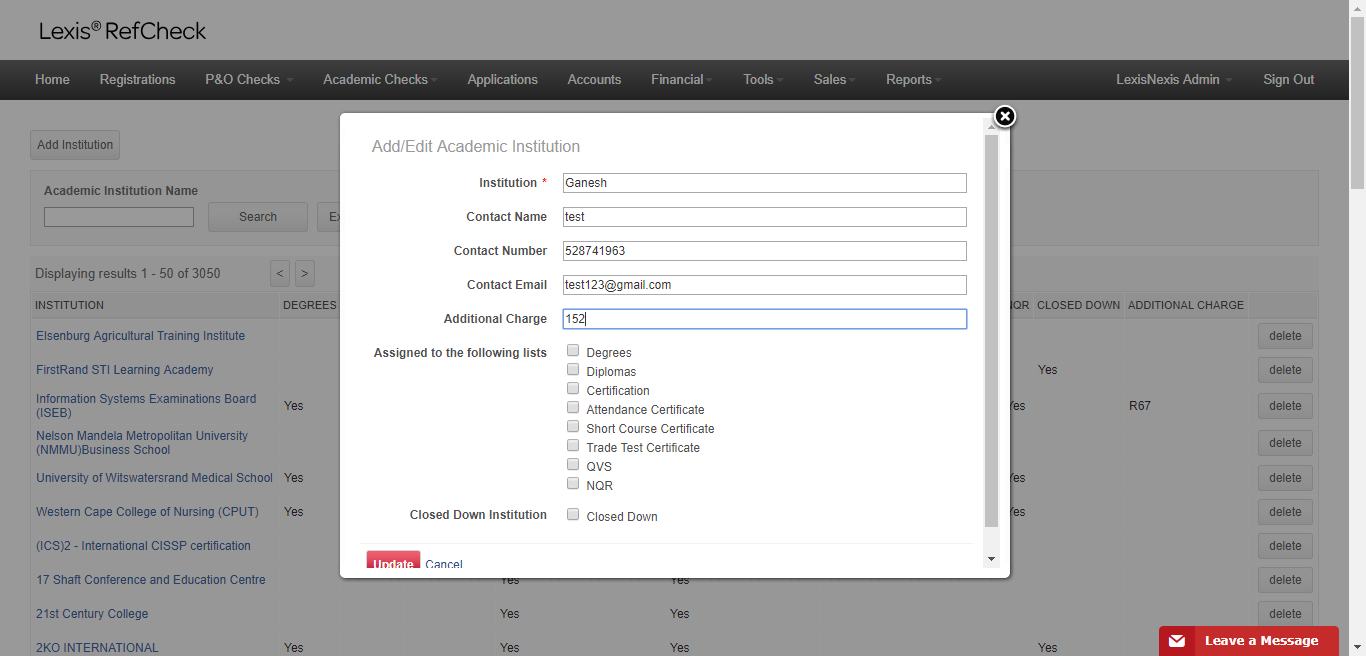 Lexis® RefCheck
Home Registrations P&O Checks Academic Checks Applications Accounts Financial Tools Sales Reports LexisNexis Admin Sign Out
Add Institution
Academic Institution Name
Search Ex
Displaying results 1 - 50 of 3050 < >
INSTITUTION DEGREES NQR CLOSED DOWN ADDITIONAL CHARGE
Elsenburg Agricultural Training Institute delete
FirstRand STI Learning Academy Yes delete
Information Systems Examinations Board
(ISEB) Yes Yes R67 delete
Nelson Mandela Metropolitan University
(NMMU)Business School delete
University of Witswatersrand Medical School Yes Yes delete
Western Cape College of Nursing (CPUT) Yes Yes delete
(ICS)2 - International CISSP certification delete
17 Shaft Conference and Education Centre Yes Yes delete
21st Century College Yes Yes delete
2KO INTERNATIONAL Yes Yes Yes Yes
Add/Edit Academic Institution
Institution * Ganesh
Contact Name test
Contact Number 528741963
Contact Email test123@gmail.com
Additional Charge 152
Assigned to the following lists Degrees
Diplomas
Certification
Attendance Certificate
Short Course Certificate
Trade Test Certificate
QVS
NQR
Closed Down Institution Closed Down
Update Cancel
Leave a Message